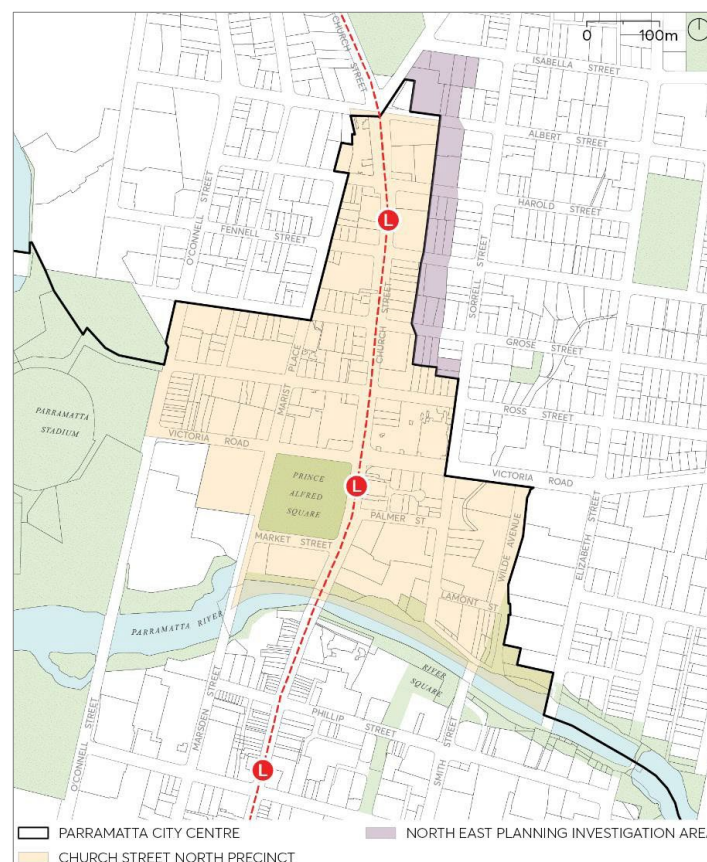 0 100m
CHURCH STREET
ISABELLA STREET
ALBERT STREET
HAROLD STREET
O'CONNELL STREET
FENNELL STREET
L
SORRELL STREET
CHURCH STREET
GROSE STREET
MARIST PLACE
PARRAMATTA
STADIUM
ROSS STREET
VICTORIA ROAD
VICTORIA ROAD
PRINCE
ALFRED
SQUARE
L
PALMER ST
MARKET STREET
WILDE AVENUE
ELIZABETH STREET
LAMONT ST
PARRAMATTA RIVER
RIVER
SQUARE
O'CONNELL STREET
MARSDEN STREET
PHILLIP STREET
SMITH STREET
L
PARRAMATTA CITY CENTRE
NORTH EAST PLANNING INVESTIGATION AREA
CHURCH STREET NORTH PRECINCT